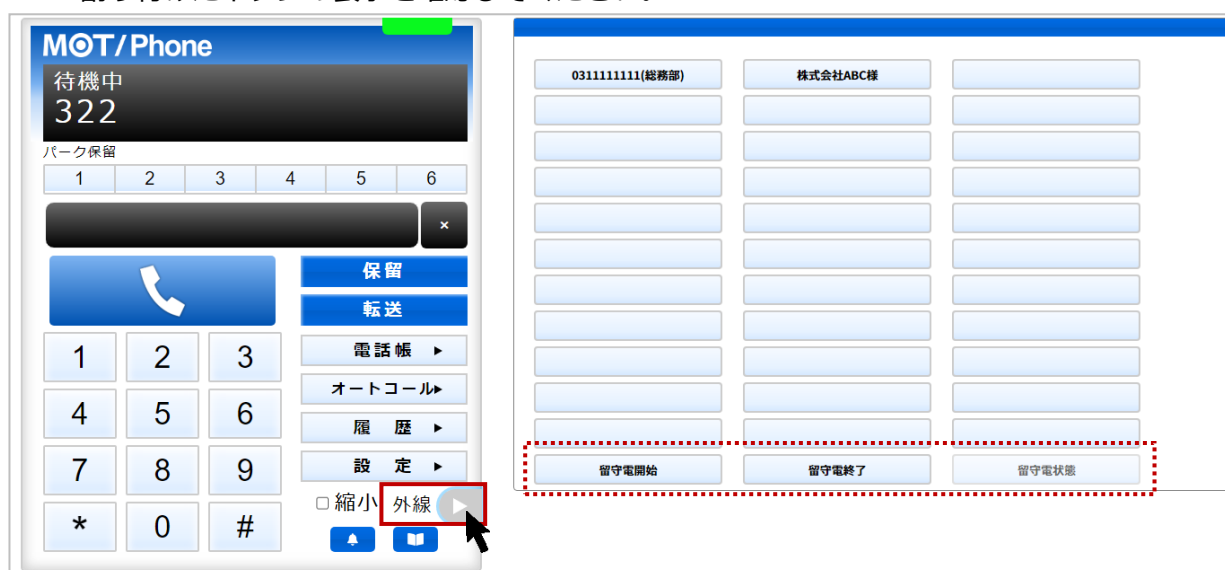 MOT/Phone
待機中
322
パーク保留
1 2 3 4 5 6
×
保留
転送
1 2 3
電話帳 ▶
オートコール▶
4 5 6
履 歴 ▶
7 8 9
設 定 ▶
縮小 外線
* 0 #
0311111111(総務部) 株式会社ABC様
留守電開始 留守電終了 留守電状態